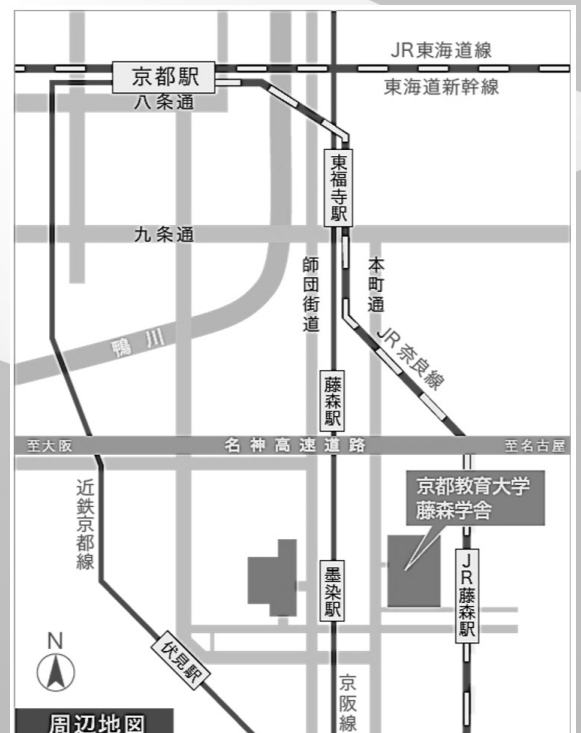 JR東海道線
京都駅
東海道新幹線
八条通
東福寺駅
九条通
師団街道
本町通
鴨川
JR奈良線
藤森駅
至大阪
名神高速道路
至名古屋
近鉄京都線
京都教育大学
藤森学舎
墨染駅
JR藤森駅
N
伏見駅
京阪線
周辺地図